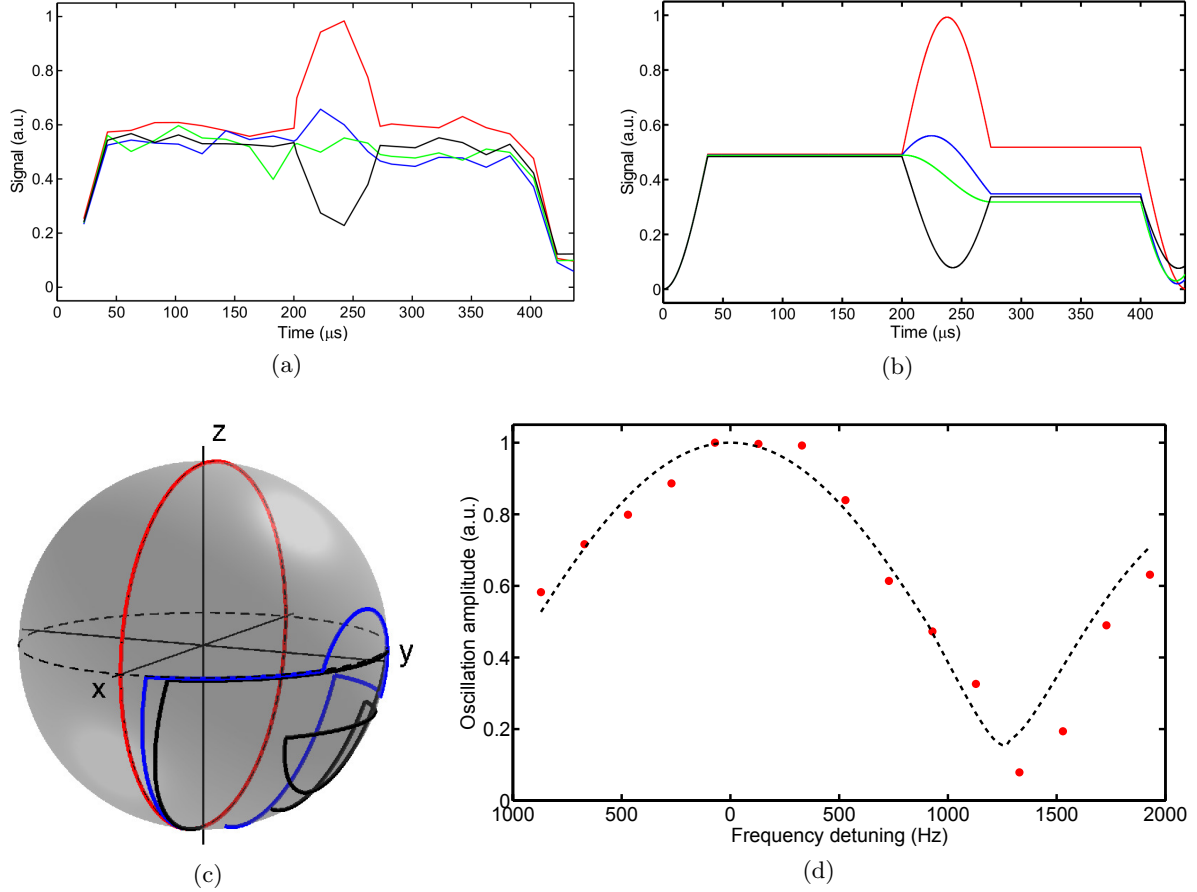 1
0.8
0.6
0.4
0.2
0
Signal (a.u.)
0 50 100 150 200 250 300 350 400
Time (μs)
(a)
1
0.8
0.6
0.4
0.2
0
Signal (a.u.)
0 50 100 150 200 250 300 350 400
Time (μs)
(b)
z
y
x
(c)
1
0.8
0.6
0.4
0.2
0
Oscillation amplitude (a.u.)
1000 500 0 500 1000 1500 2000
Frequency detuning (Hz)
(d)